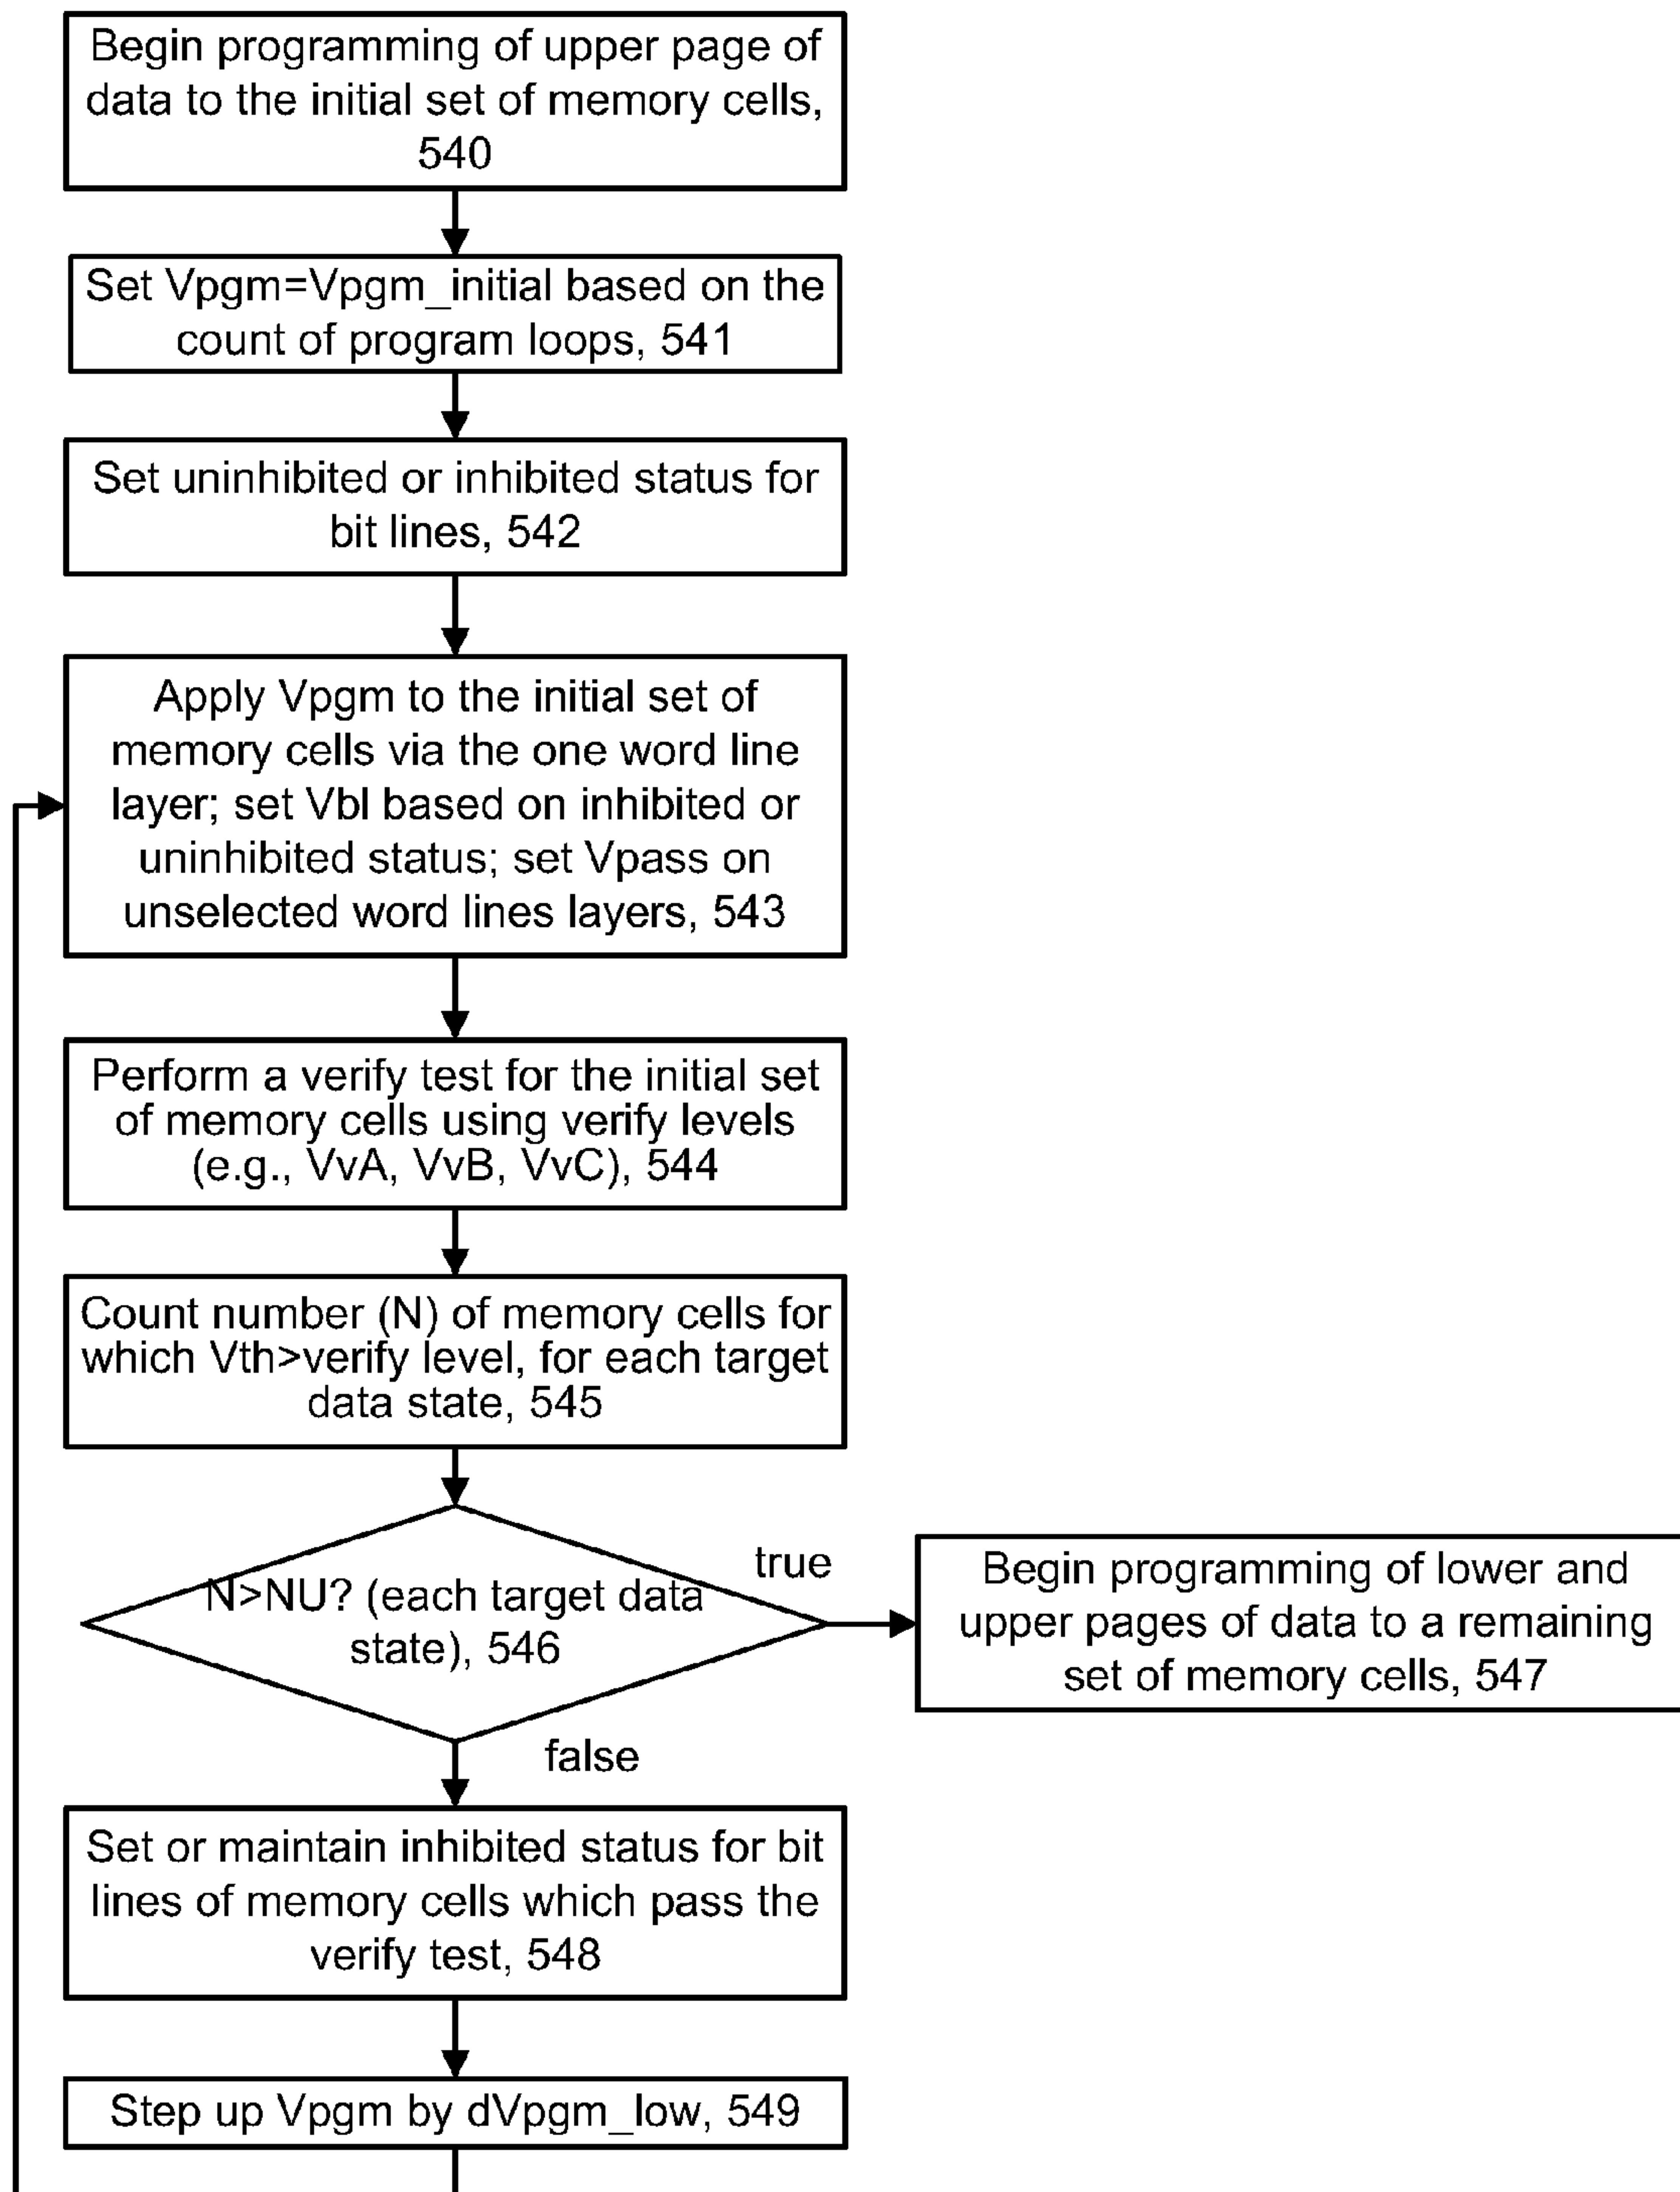 Begin programming of upper page of
data to the initial set of memory cells,
540
Set Vpgm=Vpgm_initial based on the
count of program loops, 541
Set uninhibited or inhibited status for
bit lines, 542
Apply Vpgm to the initial set of
memory cells via the one word line
layer; set Vbl based on inhibited or
uninhibited status; set Vpass on
unselected word lines layers, 543
Perform a verify test for the initial set
of memory cells using verify levels
(e.g., VvA, VvB, VvC), 544
Count number (N) of memory cells for
which Vth>verify level, for each target
data state, 545
N>NU? (each target data
state), 546
true
Begin programming of lower and
upper pages of data to a remaining
set of memory cells, 547
false
Set or maintain inhibited status for bit
lines of memory cells which pass the
verify test, 548
Step up Vpgm by dVpgm_low, 549